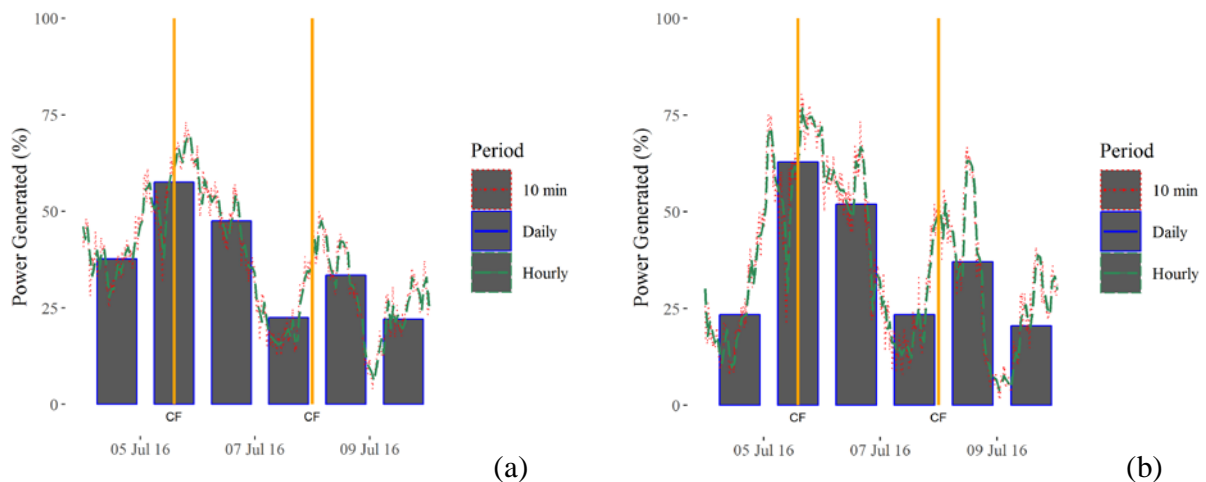 100
75
50
25
0
Power Generated (%)
CF
CF
05 Jul 16
07 Jul 16
09 Jul 16
Period
10 min
Daily
Hourly
(a)
100
75
50
25
0
Power Generated (%)
CF
CF
05 Jul 16
07 Jul 16
09 Jul 16
Period
10 min
Daily
Hourly
(b)